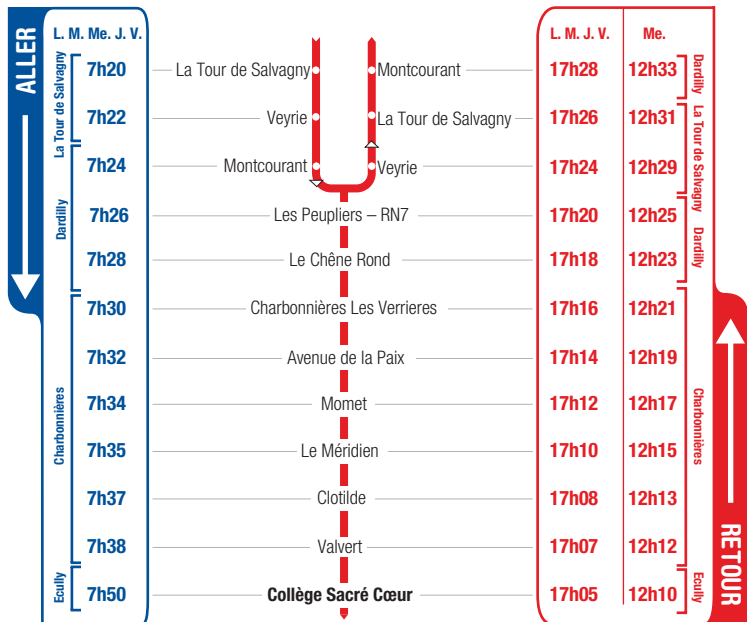 ALLER
L. M. Me. J. V.
L. M. J. V. Me.
La Tour de Salvagny
Dardilly
Charbonnières
Ecully
7h20 La Tour de Salvagny Montcourant 17h28 12h33
7h22 Veyrie La Tour de Salvagny 17h26 12h31
7h24 Montcourant Veyrie 17h24 12h29
7h26 Les Peupliers – RN7 17h20 12h25
7h28 Le Chêne Rond 17h18 12h23
7h30 Charbonnières Les Verrieres 17h16 12h21
7h32 Avenue de la Paix 17h14 12h19
7h34 Momet 17h12 12h17
7h35 Le Méridien 17h10 12h15
7h37 Clotilde 17h08 12h13
7h38 Valvert 17h07 12h12
7h50 Collège Sacré Cœur 17h05 12h10
Dardilly
La Tour de Salvagny
Dardilly
Charbonnières
Ecully
RETOUR